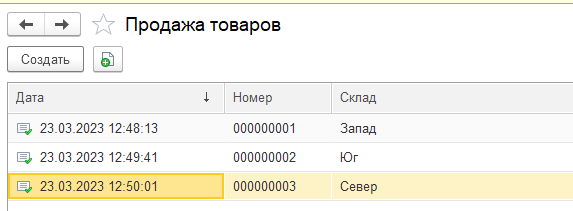 Продажа товаров
Создать
Дата Номер Склад
23.03.2023 12:48:13 000000001 Запад
23.03.2023 12:49:41 000000002 Юг
23.03.2023 12:50:01 000000003 Север